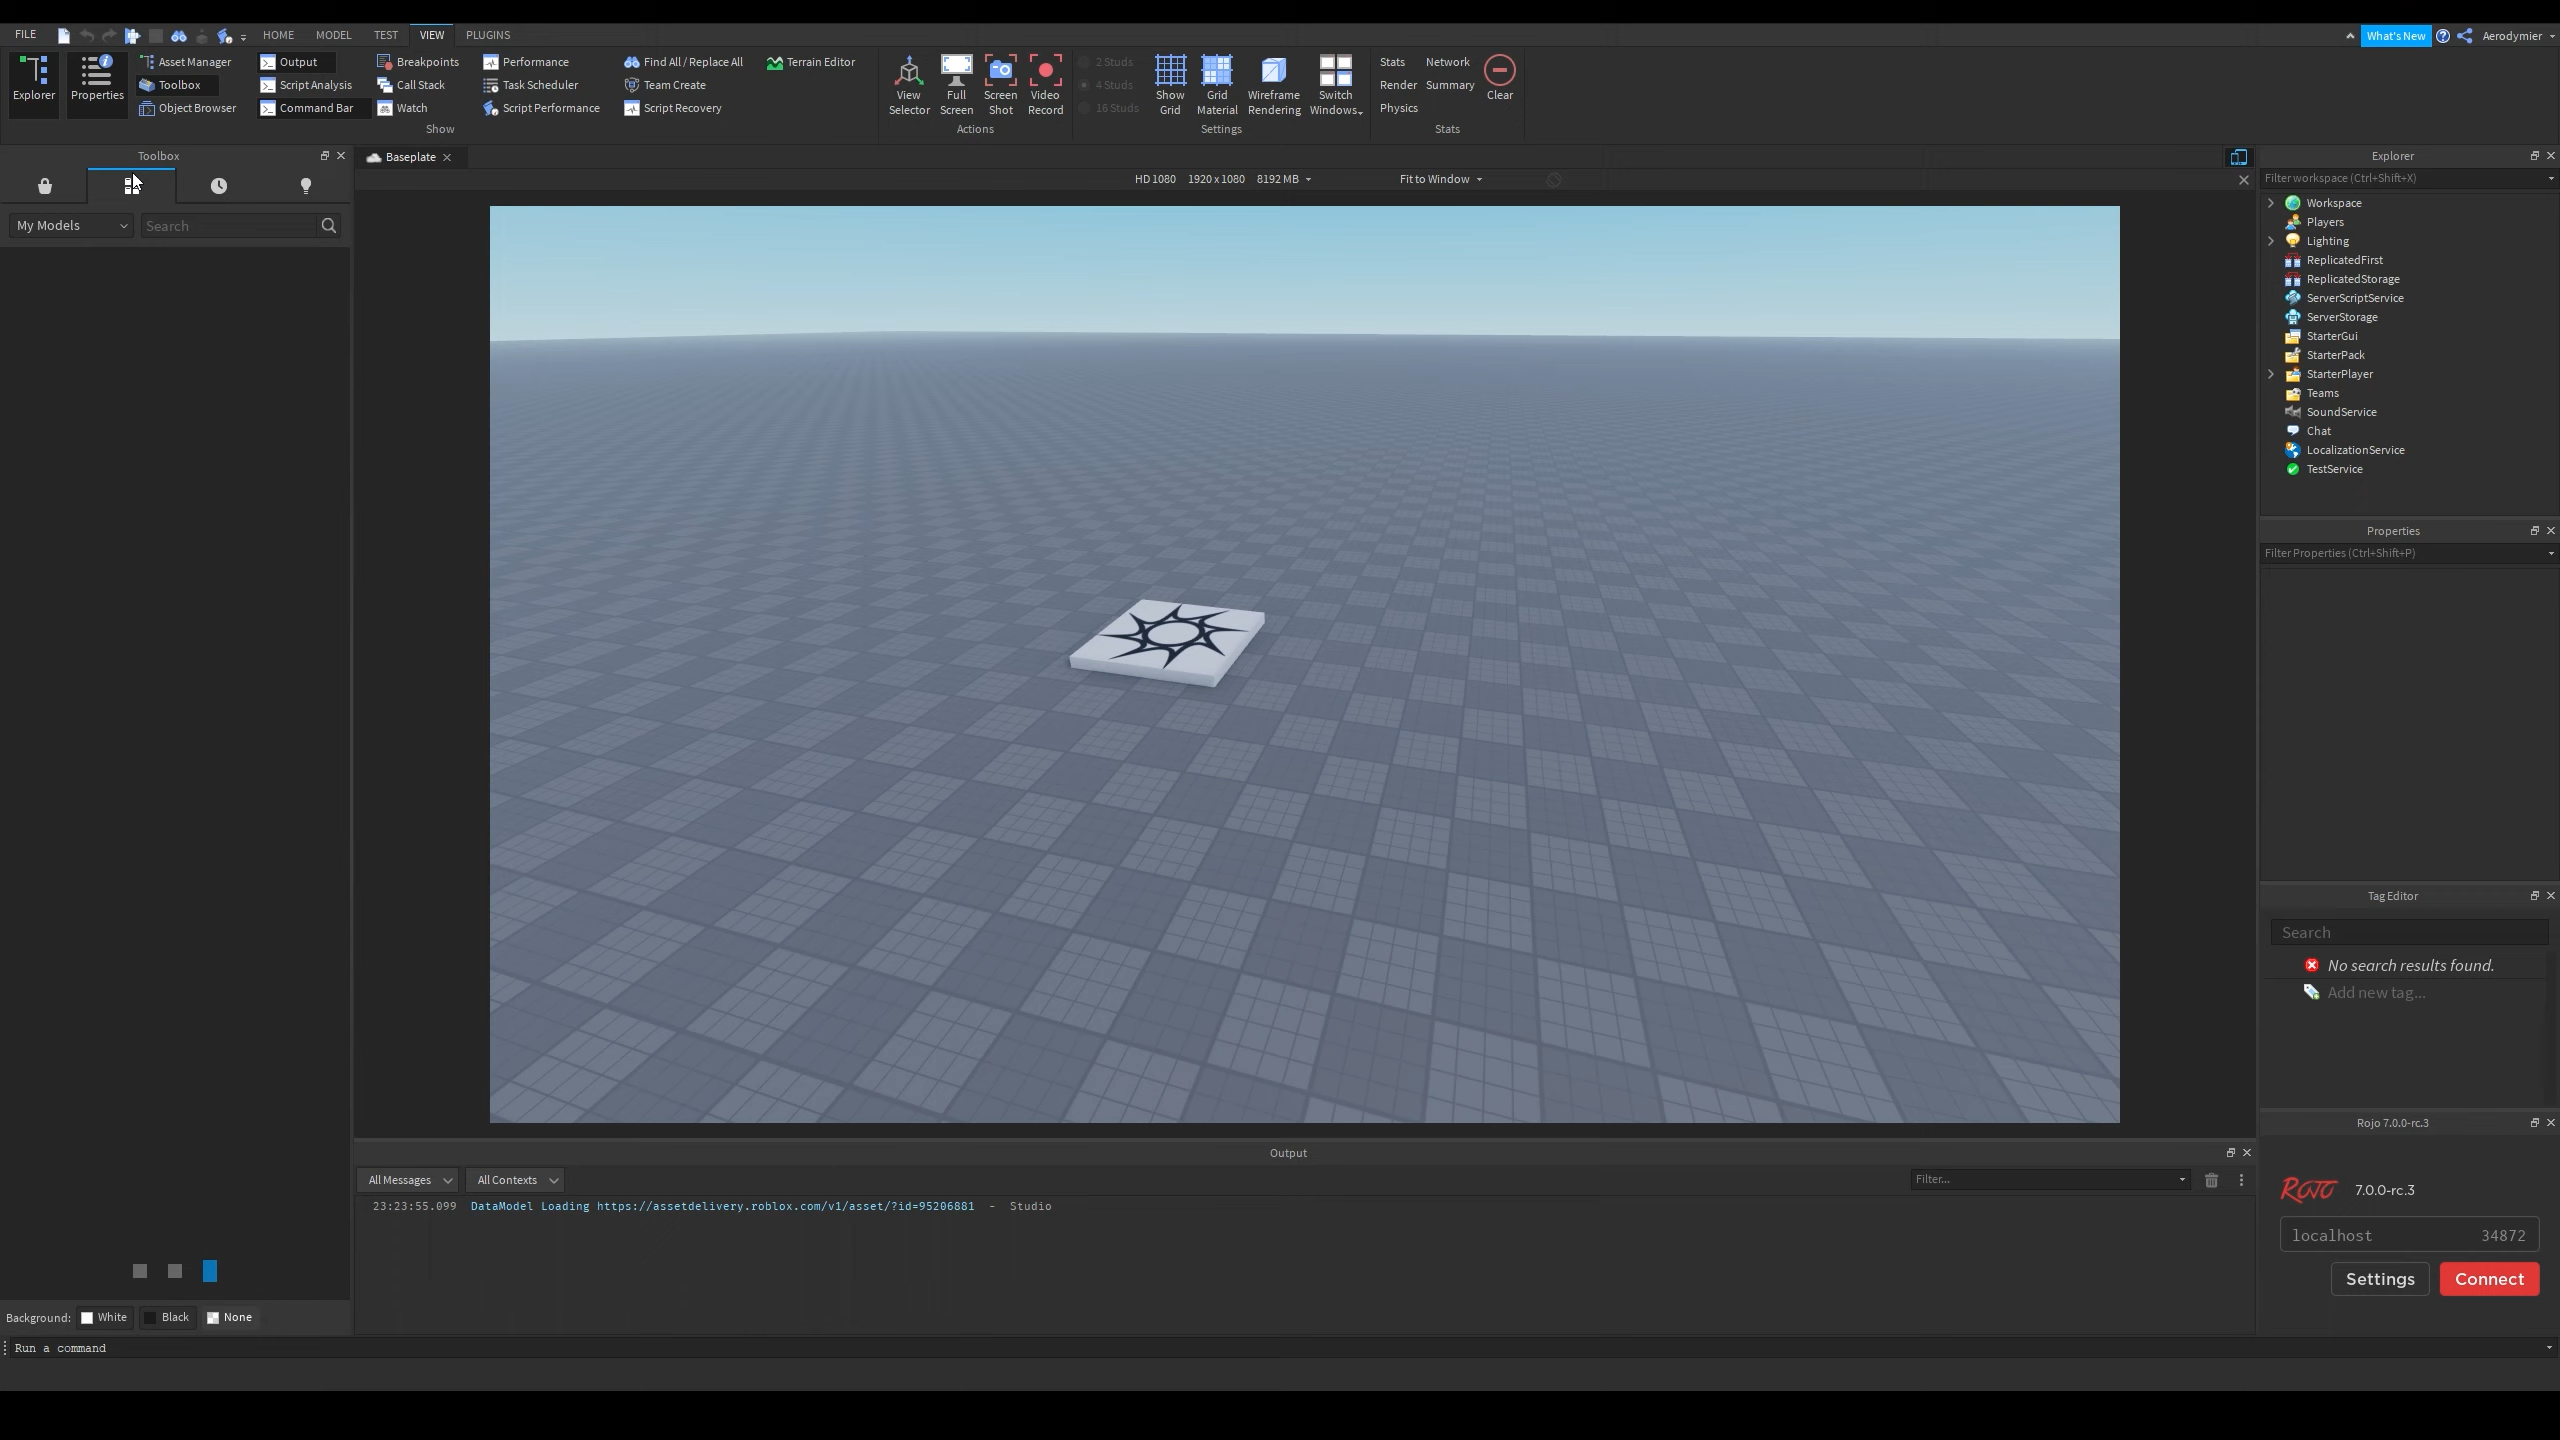 FILE HOME MODEL TEST VIEW PLUGINS What's New Aerodymier
Explorer
Properties
Asset Manager
Toolbox
Object Browser
Output
Script Analysis
Command Bar
Breakpoints
Call Stack
Watch
Performance
Task Scheduler
Script Performance
Find All / Replace All
Team Create
Script Recovery
Terrain Editor
Show
View
Selector
Full
Screen
Screen
Shot
Video
Record
Actions
2 Studs
4 Studs
16 Studs
Show
Grid
Grid
Material
Wireframe
Rendering
Switch
Windows
Settings
Stats
Render
Physics
Network
Summary
Clear
Stats
Toolbox
My Models
Search
Baseplate
HD 1080 1920 x 1080 8192 MB
Fit to Window
Explorer
Filter workspace (Ctrl+Shift+X)
Workspace
Players
Lighting
ReplicatedFirst
ReplicatedStorage
ServerScriptService
ServerStorage
StarterGui
StarterPack
StarterPlayer
Teams
SoundService
Chat
LocalizationService
TestService
Properties
Filter Properties (Ctrl+Shift+P)
Tag Editor
Search
No search results found.
Add new tag...
Rojo 7.0.0-rc.3
ROJO 7.0.0-rc.3
localhost 34872
Settings Connect
Output
All Messages All Contexts Filter...
23:23:55.099 DataModel Loading https://assetdelivery.roblox.com/v1/asset/?id=95206881 - Studio
Background: White Black None
Run a command